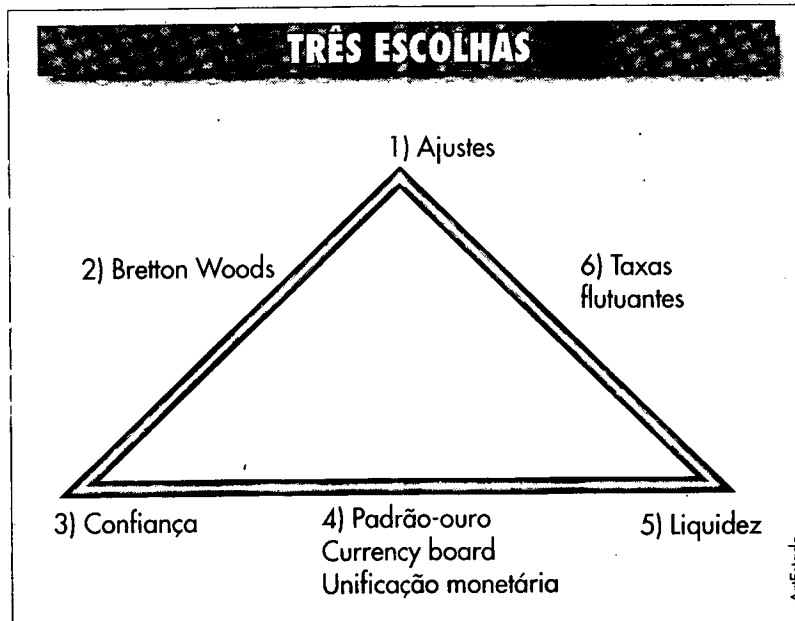 TRÊS ESCOLHAS
1) Ajustes
2) Bretton Woods
6) Taxas
flutuantes
3) Confiança
4) Padrão-ouro
Currency board
Unificação monetária
5) Liquidez